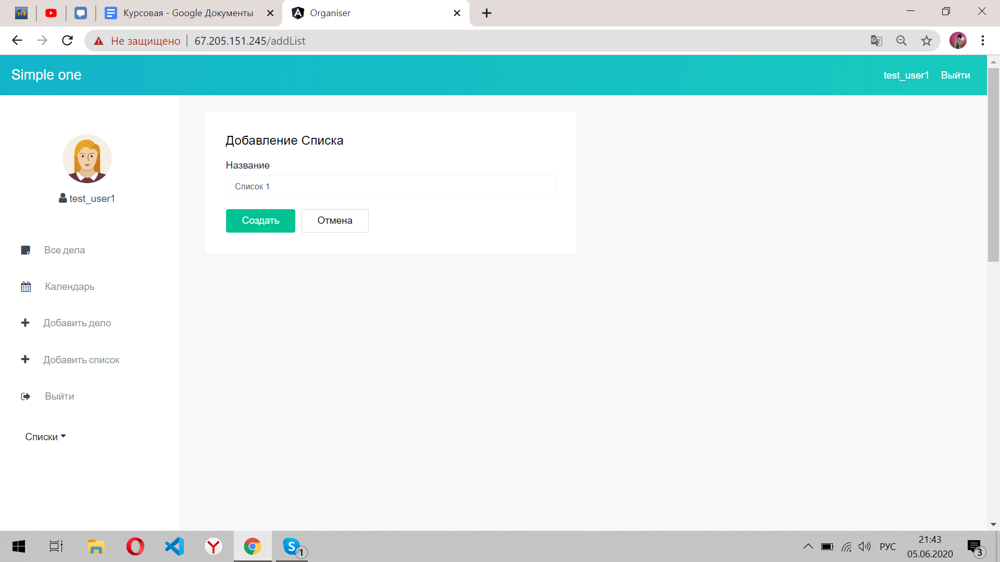 Курсовая - Google Документы
Organiser
Не защищено
67.205.151.245/addList
Simple one
test_user1
Выйти
Добавление Списка
Название
Список 1
Создать
Отмена
test_user1
Все дела
Календарь
Добавить дело
Добавить список
Выйти
Списки
1
РУС
21:43
05.06.2020
3